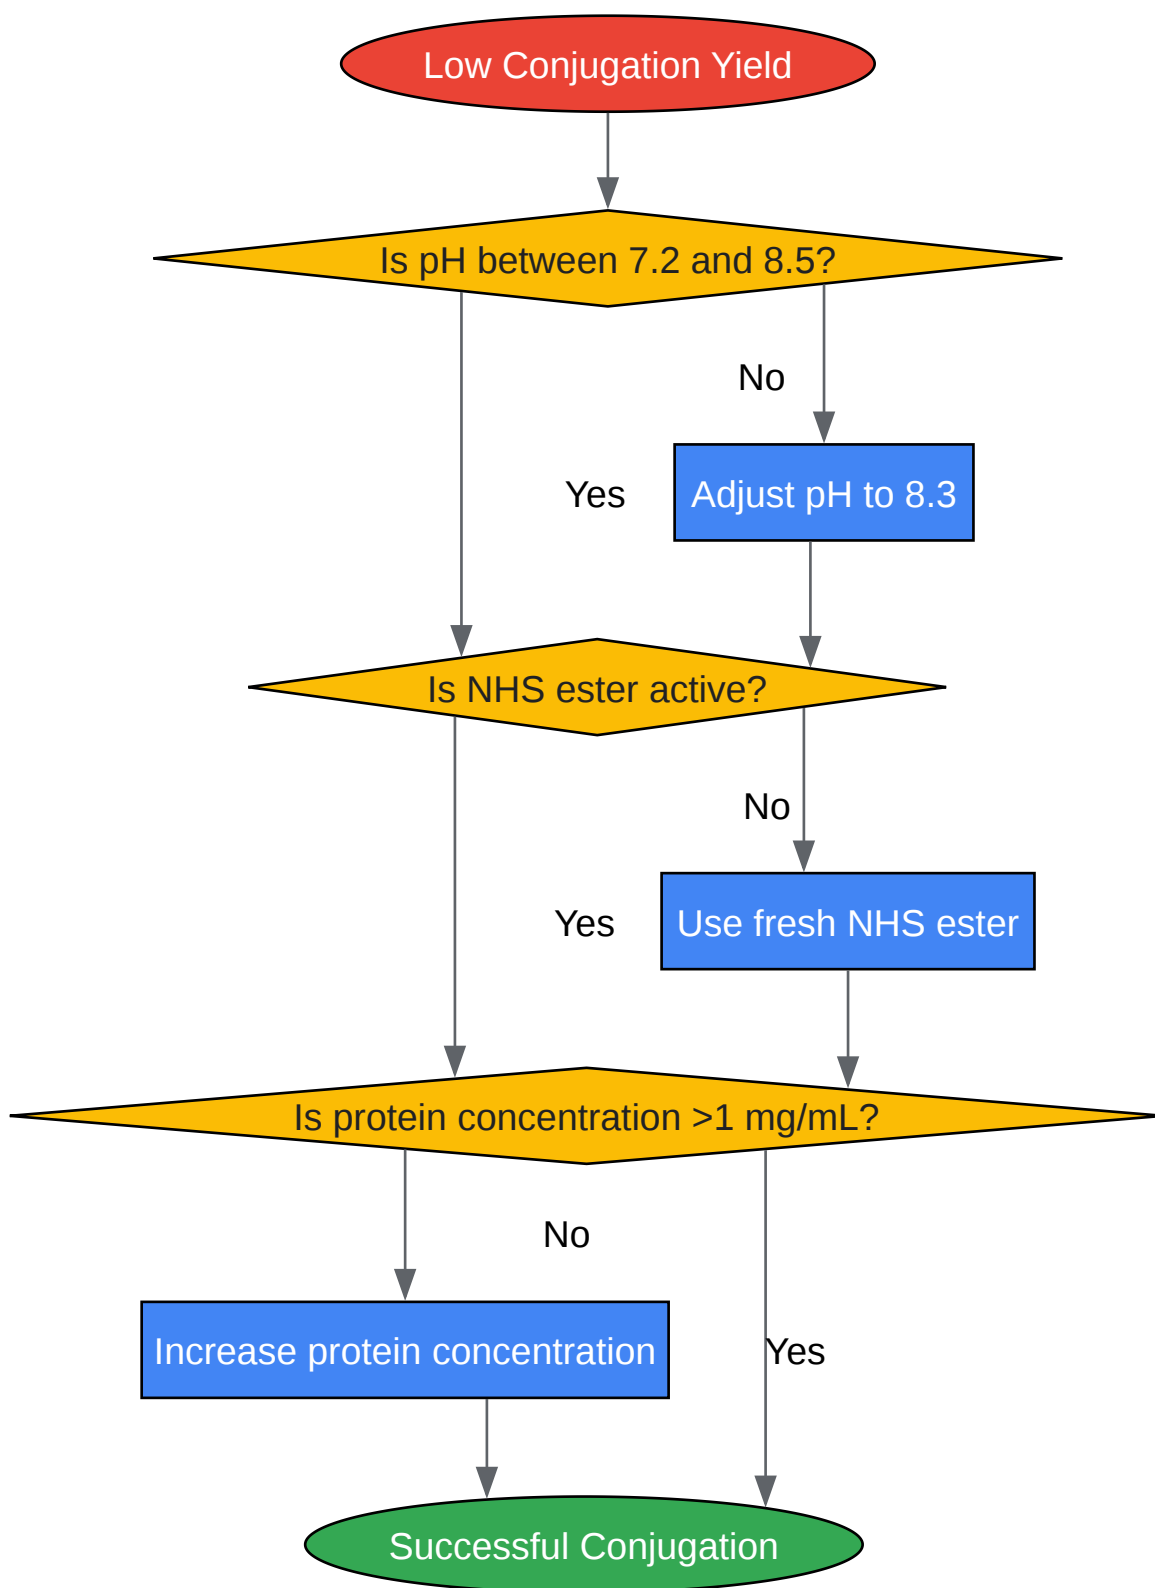 Low Conjugation Yield
Is pH between 7.2 and 8.5?
No
Yes
Adjust pH to 8.3
Is NHS ester active?
No
Yes
Use fresh NHS ester
Is protein concentration >1 mg/mL?
No
Increase protein concentration
Yes
Successful Conjugation